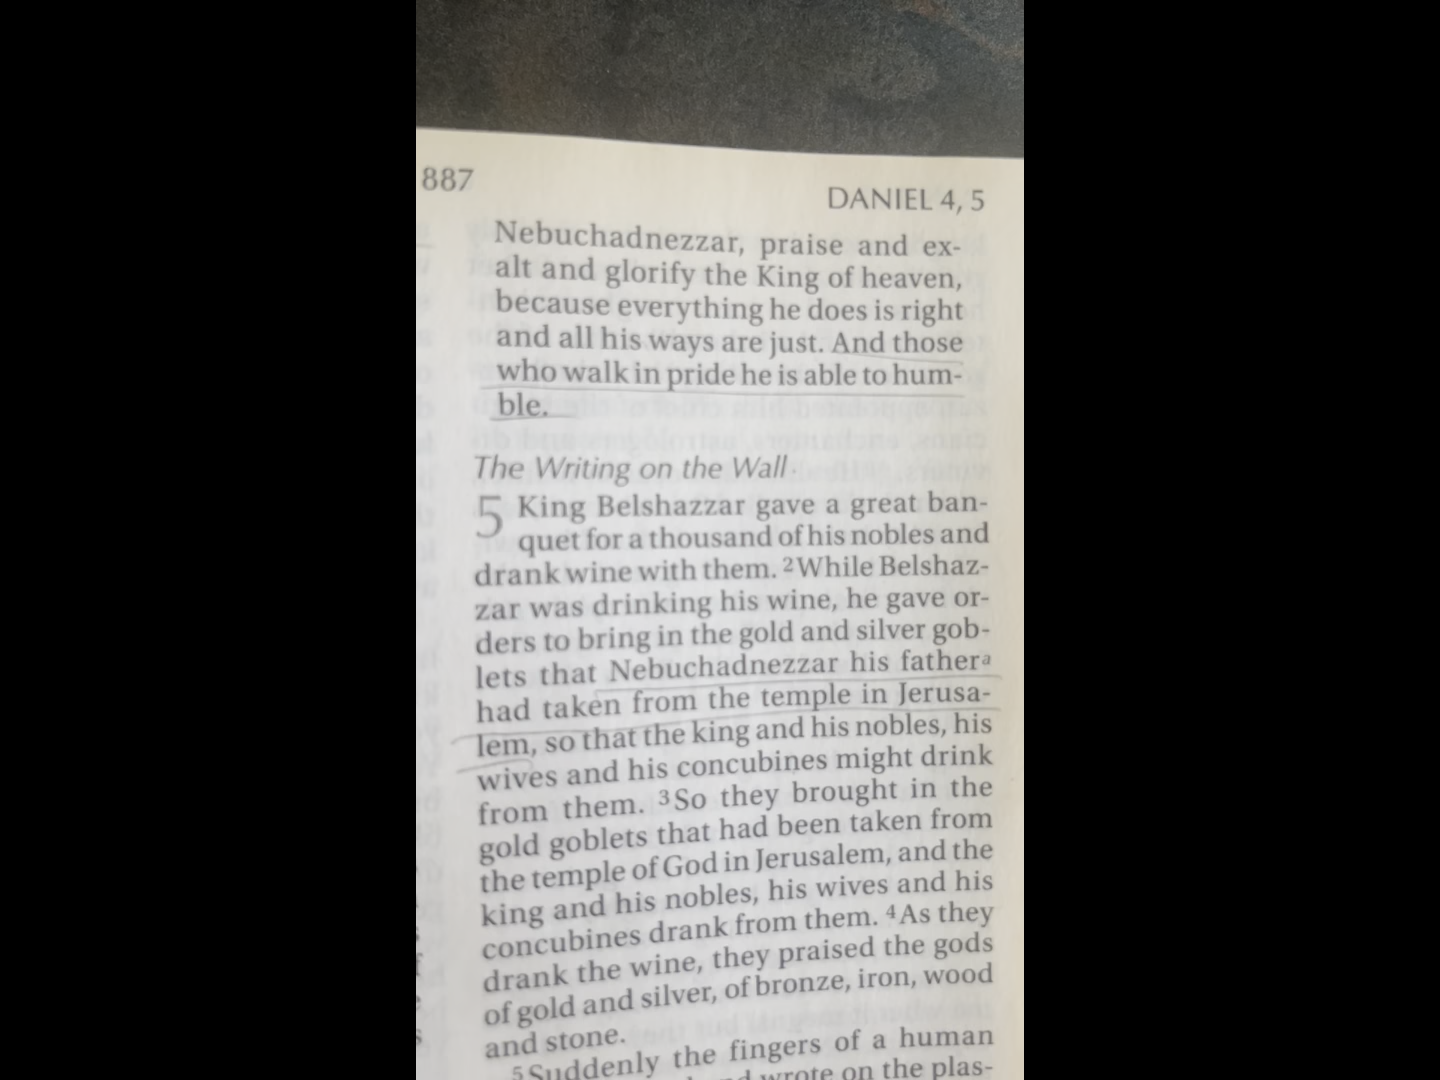 887
DANIEL 4, 5
Nebuchadnezzar, praise and ex-
alt and glorify the King of heaven,
because everything he does is right
and all his ways are just. And those
who walk in pride he is able to hum-
ble.
The Writing on the Wall
5 King Belshazzar gave a great ban-
quet for a thousand of his nobles and
drank wine with them. 2While Belshaz-
zar was drinking his wine, he gave or-
ders to bring in the gold and silver gob-
lets that Nebuchadnezzar his fathera
had taken from the temple in Jerusa-
lem, so that the king and his nobles, his
wives and his concubines might drink
from them. 3So they brought in the
gold goblets that had been taken from
the temple of God in Jerusalem, and the
king and his nobles, his wives and his
concubines drank from them. 4As they
drank the wine, they praised the gods
of gold and silver, of bronze, iron, wood
and stone.
5Suddenly the fingers of a human
wrote on the plas-